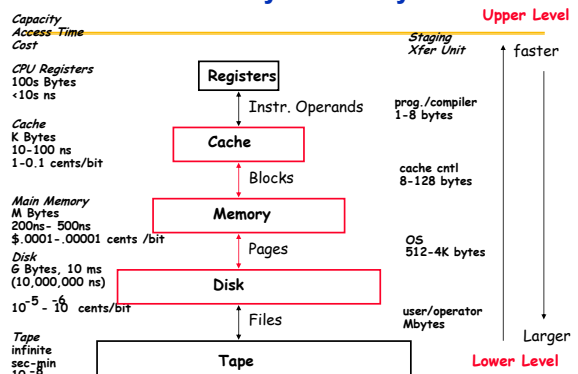 Upper Level
Capacity
Access Time
Cost
Staging
Xfer Unit
faster
CPU Registers
100s Bytes
<10s ns
Registers
Instr. Operands
prog./compiler
1-8 bytes
Cache
K Bytes
10-100 ns
1-0.1 cents/bit
Cache
Blocks
cache cntl
8-128 bytes
Main Memory
M Bytes
200ns- 500ns
$.0001-.00001 cents /bit
Memory
Pages
OS
512-4K bytes
Disk
G Bytes, 10 ms
(10,000,000 ns)
10-5 - 10-6 cents/bit
Disk
Files
user/operator
Mbytes
Tape
infinite
sec-min
Tape
Larger
Lower Level